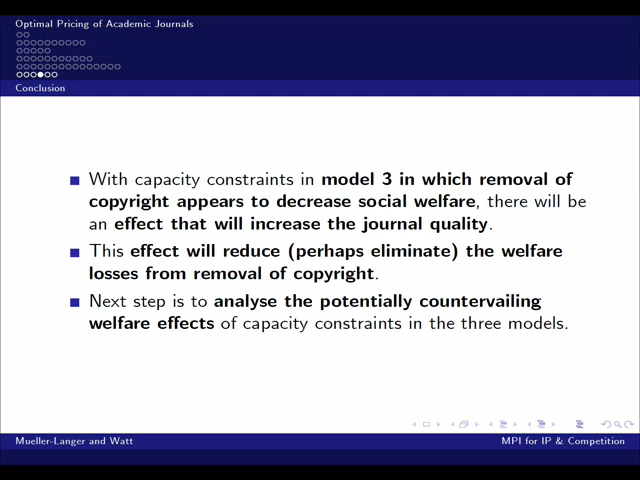 Optimal Pricing of Academic Journals
Conclusion
With capacity constraints in model 3 in which removal of
copyright appears to decrease social welfare, there will be
an effect that will increase the journal quality.
This effect will reduce (perhaps eliminate) the welfare
losses from removal of copyright.
Next step is to analyse the potentially countervailing
welfare effects of capacity constraints in the three models.
Mueller-Langer and Watt
MPI for IP & Competition